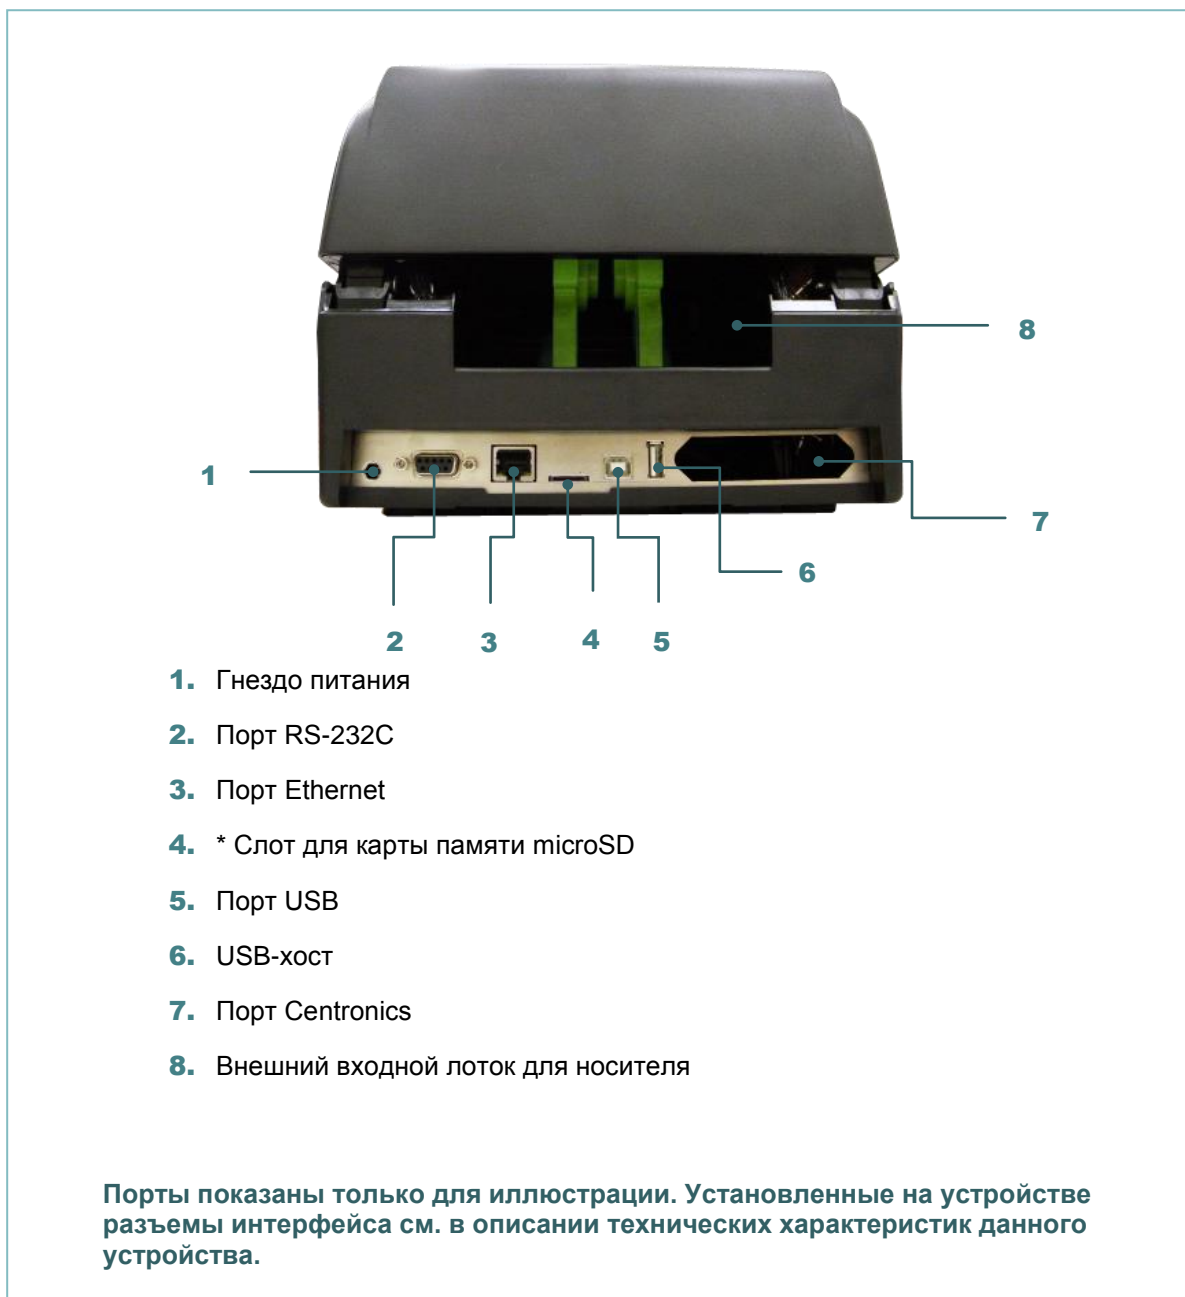 8
1
7
6
2
3
4
5
1. Гнездо питания
2. Порт RS-232C
3. Порт Ethernet
4. * Слот для карты памяти microSD
5. Порт USB
6. USB-хост
7. Порт Centronics
8. Внешний входной лоток для носителя
Порты показаны только для иллюстрации. Установленные на устройстве
разъемы интерфейса см. в описании технических характеристик данного
устройства.